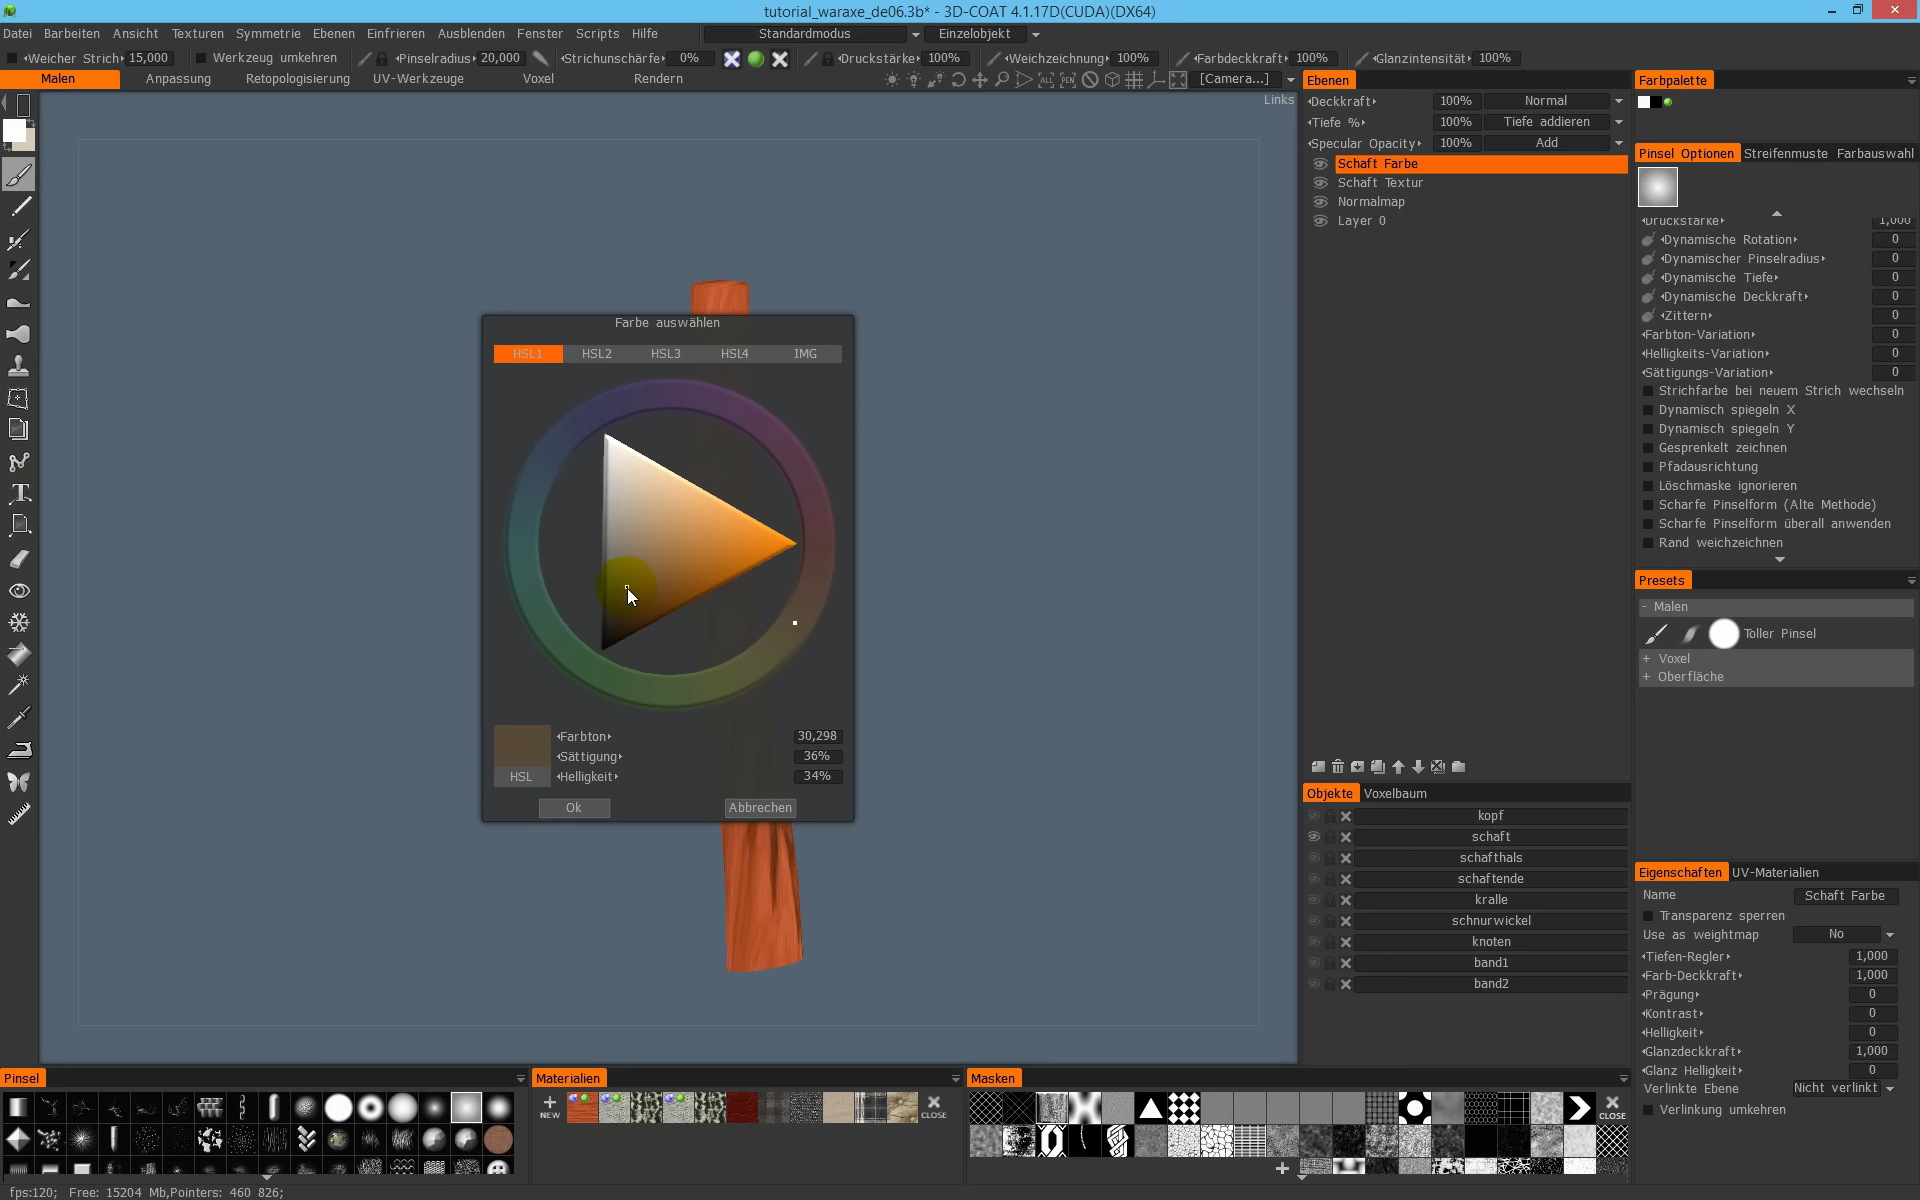 tutorial_waraxe_de06.3b* - 3D-COAT 4.1.17D(CUDA)(DX64)
Datei Bearbeiten Ansicht Texturen Symmetrie Ebenen Einfrieren Ausblenden Fenster Scripts Hilfe Standardmodus Einzelobjekt
Weicher Strich 15,000 Werkzeug umkehren Pinselradius 20,000 Strichunschärfe 0% Druckstärke 100% Weichzeichnung 100% Farbdeckkraft 100% Glanzintensität 100%
Malen Anpassung Retopologisierung UV-Werkzeuge Voxel Rendern [Camera...]
Links
Ebenen
Deckkraft 100% Normal
Tiefe % 100% Tiefe addieren
Specular Opacity 100% Add
Schaft Farbe
Schaft Textur
Normalmap
Layer 0
Farbpalette
Pinsel Optionen Streifenmuste Farbauswahl
Druckstärke 1,000
Dynamische Rotation 0
Dynamischer Pinselradius 0
Dynamische Tiefe 0
Dynamische Deckkraft 0
Zittern 0
Farbton-Variation 0
Helligkeits-Variation 0
Sättigungs-Variation 0
Strichfarbe bei neuem Strich wechseln
Dynamisch spiegeln X
Dynamisch spiegeln Y
Gesprenkelt zeichnen
Pfadausrichtung
Löschmaske ignorieren
Scharfe Pinselform (Alte Methode)
Scharfe Pinselform überall anwenden
Rand weichzeichnen
Presets
- Malen
Toller Pinsel
+ Voxel
+ Oberfläche
Farbe auswählen
HSL1 HSL2 HSL3 HSL4 IMG
Farbton 30,298
Sättigung 36%
HSL Helligkeit 34%
Ok Abbrechen
Objekte Voxelbaum
kopf
schaft
schafthals
schaftende
kralle
schnurwickel
knoten
band1
band2
Eigenschaften UV-Materialien
Name Schaft Farbe
Transparenz sperren
Use as weightmap No
Tiefen-Regler 1,000
Farb-Deckkraft 1,000
Prägung 0
Kontrast 0
Helligkeit 0
Glanzdeckkraft 1,000
Glanz Helligkeit 0
Verlinkte Ebene Nicht verlinkt
Verlinkung umkehren
Pinsel
Materialien
NEW
CLOSE
Masken
CLOSE
fps:120; Free: 15204 Mb,Pointers: 460 826;